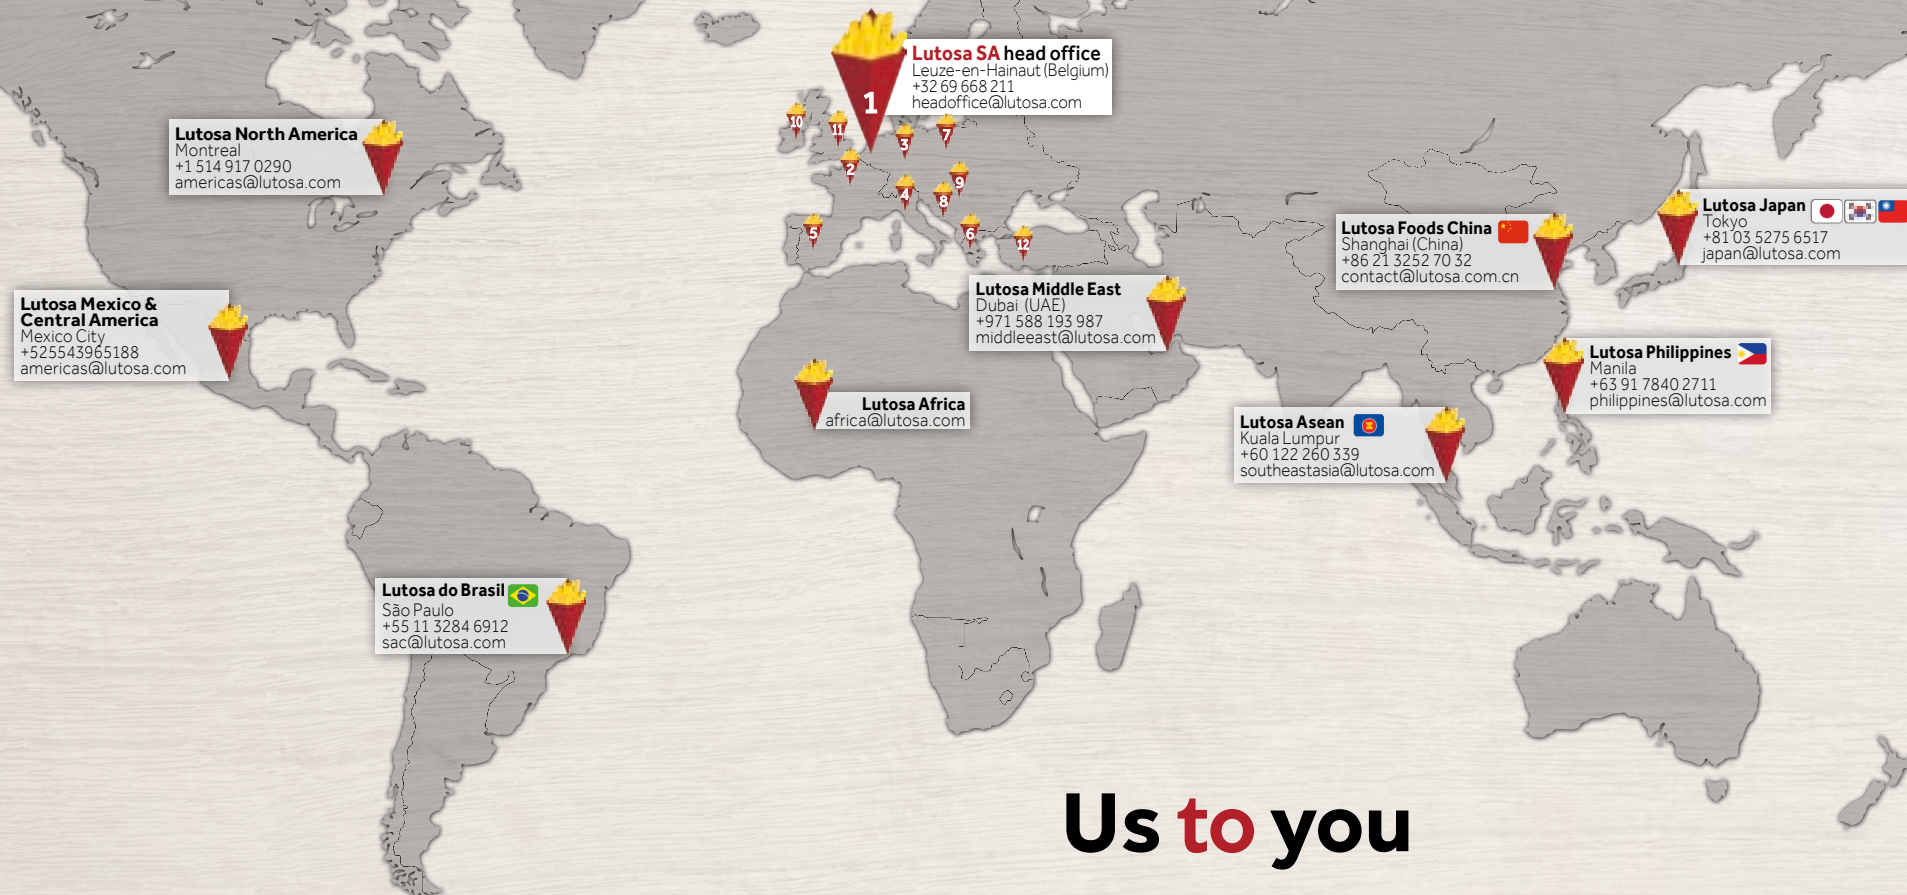 Lutosa SA head office
Leuze-en-Hainaut (Belgium)
+32 69 668 211
headoffice@lutosa.com
1
10
11
3
7
2
4
9
8
5
6
12
Lutosa North America
Montreal
+1 514 917 0290
americas@lutosa.com
Lutosa Mexico &
Central America
Mexico City
+525543965188
americas@lutosa.com
Lutosa do Brasil
São Paulo
+55 11 3284 6912
sac@lutosa.com
Lutosa Africa
africa@lutosa.com
Lutosa Middle East
Dubai (UAE)
+971 588 193 987
middleeast@lutosa.com
Lutosa Foods China
Shanghai (China)
+86 21 3252 70 32
contact@lutosa.com.cn
Lutosa Japan
Tokyo
+81 03 5275 6517
japan@lutosa.com
Lutosa Philippines
Manila
+63 91 7840 2711
philippines@lutosa.com
Lutosa Asean
Kuala Lumpur
+60 122 260 339
southeastasia@lutosa.com
Us to you